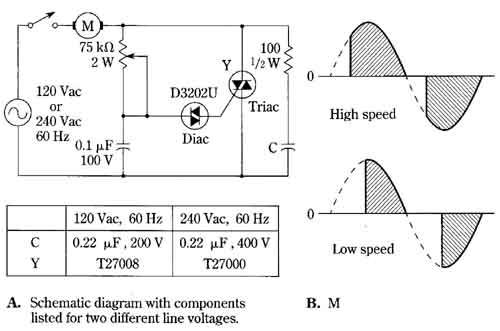 M
75 kΩ
2 W
100
1/2 W
Y
D3202U
Triac
120 Vac
or
240 Vac
60 Hz
0.1 μF
100 V
Diac
C
0
High speed
0
Low speed
120 Vac, 60 Hz 240 Vac, 60 Hz
C 0.22 μF, 200 V 0.22 μF, 400 V
Y T27008 T27000
A. Schematic diagram with components
listed for two different line voltages.
B. M